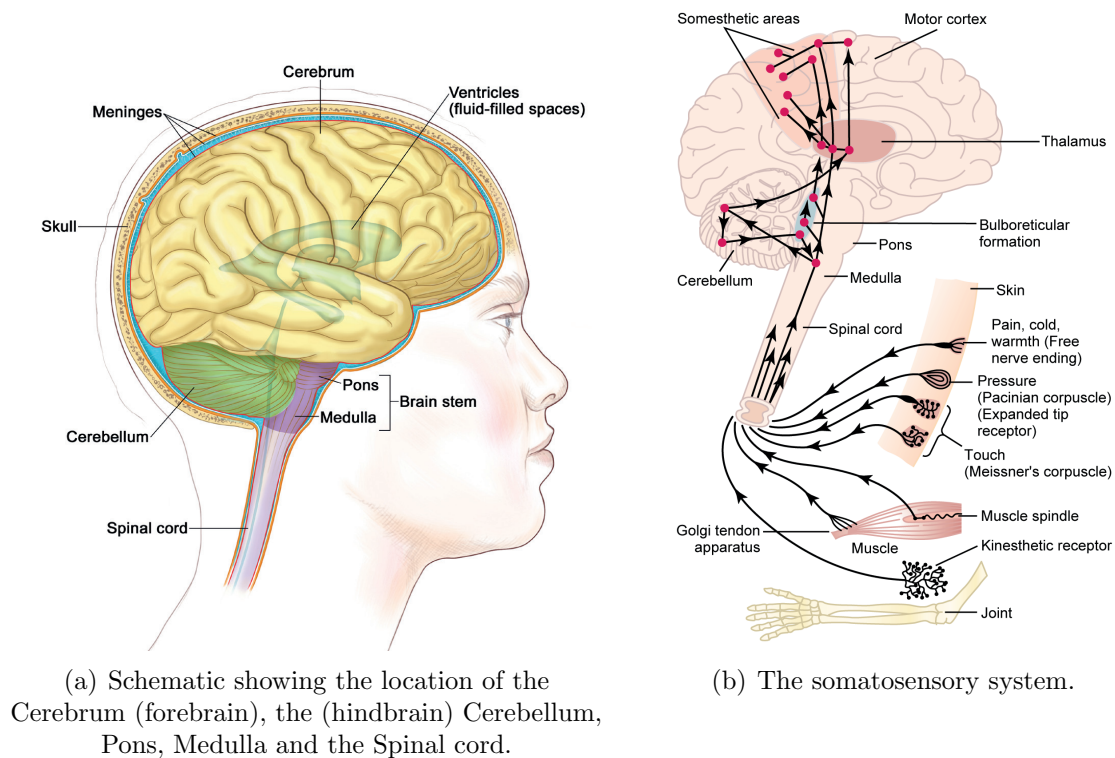 Cerebrum
Ventricles
(fluid-filled spaces)
Meninges
Skull
Pons
Brain stem
Medulla
Cerebellum
Spinal cord
(a) Schematic showing the location of the
Cerebrum (forebrain), the (hindbrain) Cerebellum,
Pons, Medulla and the Spinal cord.
Somesthetic areas
Motor cortex
Thalamus
Bulboreticular
formation
Pons
Cerebellum
Medulla
Skin
Spinal cord
Pain, cold,
warmth (Free
nerve ending)
Pressure
(Pacinian corpuscle)
(Expanded tip
receptor)
Touch
(Meissner's corpuscle)
Golgi tendon
apparatus
Muscle
Muscle spindle
Kinesthetic receptor
Joint
(b) The somatosensory system.